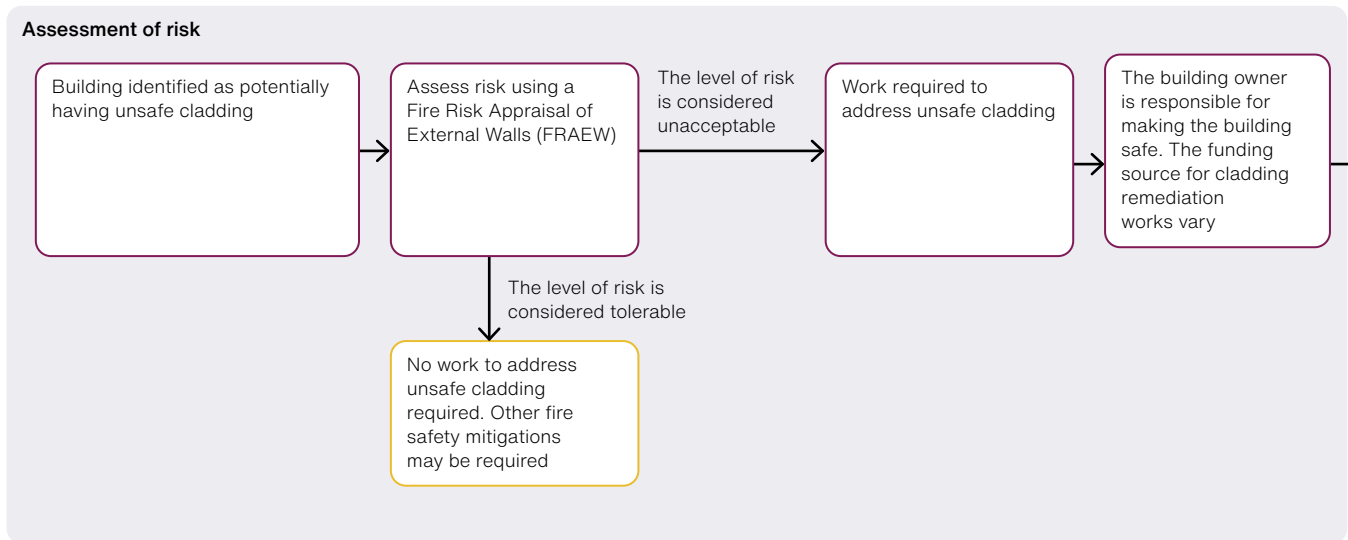 Assessment of risk
Building identified as potentially
having unsafe cladding
Assess risk using a
Fire Risk Appraisal of
External Walls (FRAEW)
The level of risk
is considered
unacceptable
Work required to
address unsafe cladding
The building owner
is responsible for
making the building
safe. The funding
source for cladding
remediation
works vary
The level of risk is
considered tolerable
No work to address
unsafe cladding
required. Other fire
safety mitigations
may be required